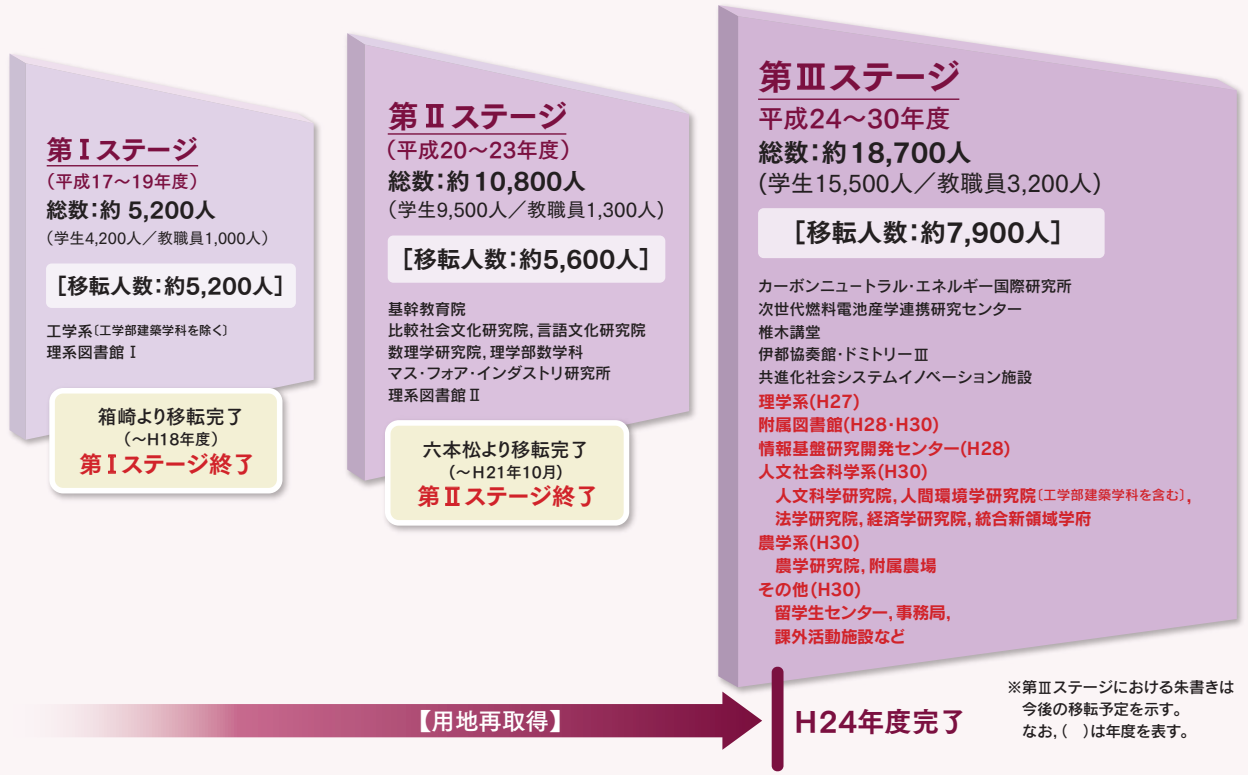 第Ⅰステージ
（平成17～19年度）
総数：約 5,200人
（学生4,200人／教職員1,000人）
［移転人数：約5,200人］
工学系〔工学部建築学科を除く〕
理系図書館Ⅰ
箱崎より移転完了
（～H18年度）
第Ⅰステージ終了
第Ⅱステージ
（平成20～23年度）
総数：約10,800人
（学生9,500人／教職員1,300人）
［移転人数：約5,600人］
基幹教育院
比較社会文化研究院，言語文化研究院
数理学研究院，理学部数学科
マス・フォア・インダストリ研究所
理系図書館Ⅱ
六本松より移転完了
（～H21年10月）
第Ⅱステージ終了
第Ⅲステージ
平成24～30年度
総数：約18,700人
（学生15,500人／教職員3,200人）
［移転人数：約7,900人］
カーボンニュートラル・エネルギー国際研究所
次世代燃料電池産学連携研究センター
椎木講堂
伊都協奏館・ドミトリーⅢ
共進化社会システムイノベーション施設
理学系(H27)
附属図書館(H28・H30)
情報基盤研究開発センター(H28)
人文社会科学系(H30)
人文科学研究院，人間環境学研究院〔工学部建築学科を含む〕，
法学研究院，経済学研究院，統合新領域学府
農学系(H30)
農学研究院，附属農場
その他(H30)
留学生センター，事務局，
課外活動施設など
【用地再取得】
H24年度完了
※第Ⅲステージにおける朱書きは
今後の移転予定を示す。
なお，（　）は年度を表す。